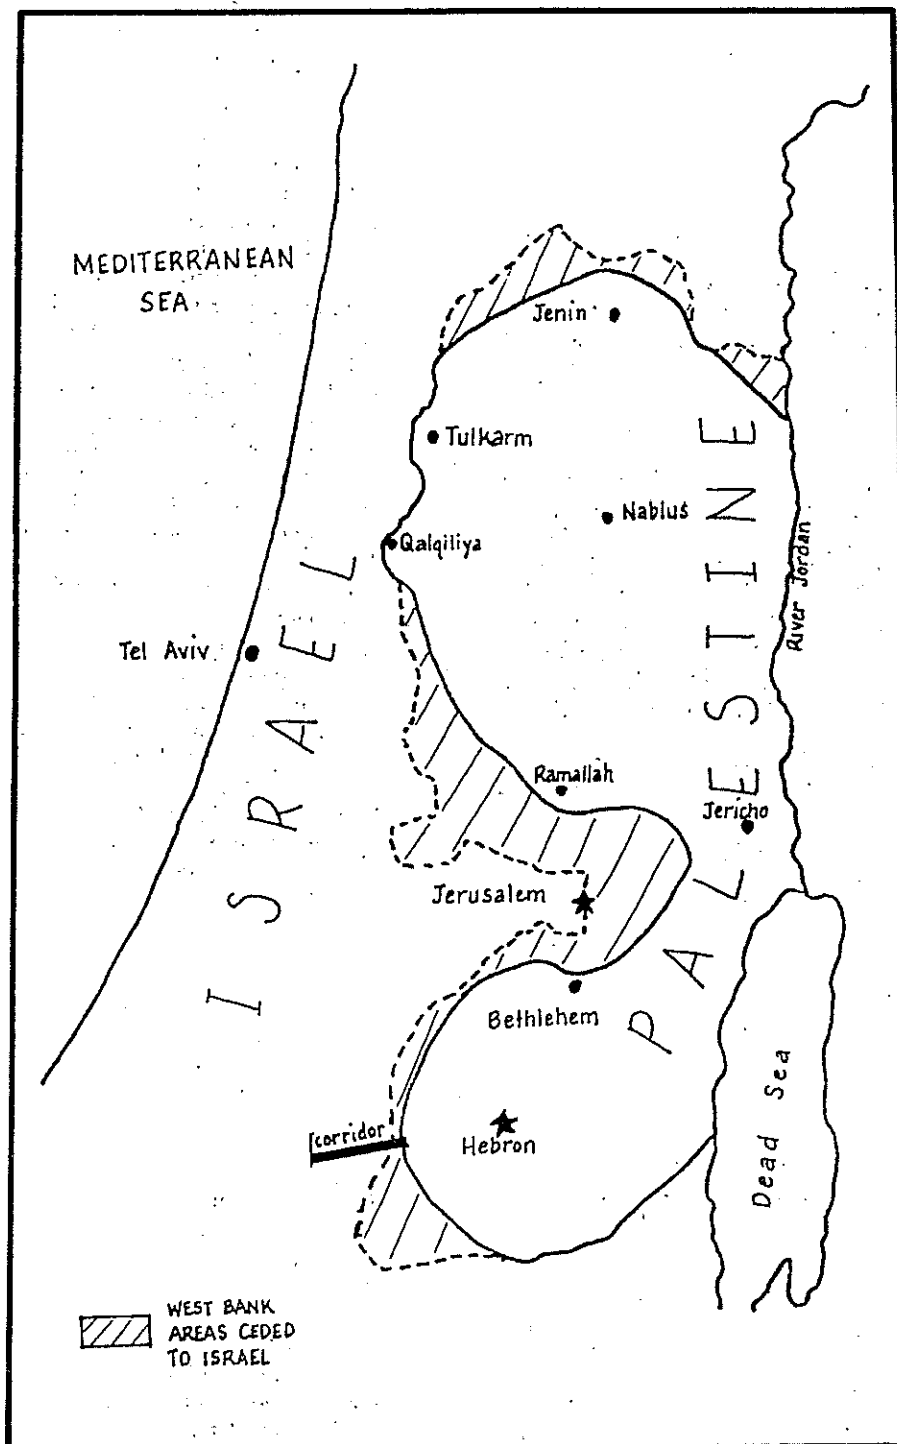 MEDITERRANEAN
SEA
Jenin
Tulkarm
Nablus
Qalqiliya
River Jordan
Tel Aviv
ISRAEL
PALESTINE
Ramallah
Jericho
Jerusalem
Bethlehem
corridor
Hebron
Dead Sea
WEST BANK
AREAS CEDED
TO ISRAEL